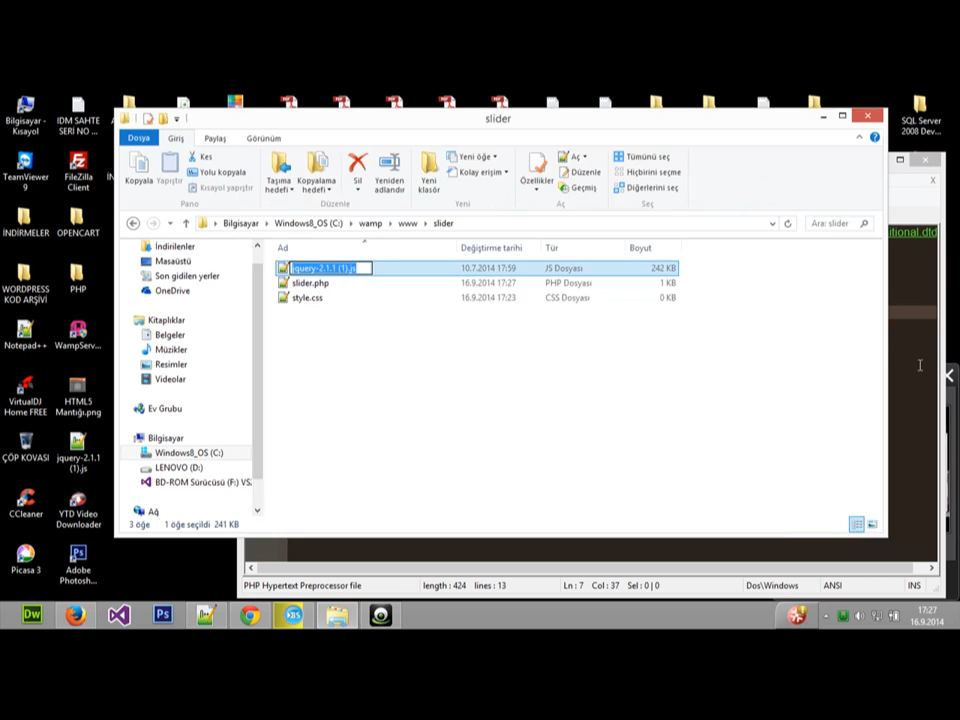 Bilgisayar - Kısayol
IDM SAHTE SERİ NO ...
SQL Server 2008 Dev...
TeamViewer 9
FileZilla Client
İNDİRMELER
OPENCART
WORDPRESS KOD ARŞİVİ
PHP
Notepad++
WampServ...
VirtualDJ Home FREE
HTML5 Mantığı.png
ÇÖP KOVASI
jquery-2.1.1 (1).js
CCleaner
YTD Video Downloader
Picasa 3
Adobe Photosh...
slider
Dosya
Giriş
Paylaş
Görünüm
Kopyala
Yapıştır
Kes
Yolu kopyala
Kısayol yapıştır
Pano
Taşıma hedefi
Kopyalama hedefi
Sil
Yeniden adlandır
Düzenle
Yeni klasör
Yeni öğe
Kolay erişim
Yeni
Özellikler
Aç
Düzenle
Geçmiş
Aç
Tümünü seç
Hiçbirini seçme
Diğerlerini seç
Seç
Bilgisayar
Windows8_OS (C:)
wamp
www
slider
Ara: slider
Ad
Değiştirme tarihi
Tür
Boyut
jquery-2.1.1 (1).js
10.7.2014 17:59
JS Dosyası
242 KB
slider.php
16.9.2014 17:27
PHP Dosyası
1 KB
style.css
16.9.2014 17:23
CSS Dosyası
0 KB
İndirilenler
Masaüstü
Son gidilen yerler
OneDrive
Kitaplıklar
Belgeler
Müzikler
Resimler
Videolar
Ev Grubu
Bilgisayar
Windows8_OS (C:)
LENOVO (D:)
BD-ROM Sürücüsü (F:) VS
Ağ
3 öğe
1 öğe seçildi 241 KB
itional.dtd
PHP Hypertext Preprocessor file
length : 424 lines : 13
Ln : 7 Col : 37 Sel : 0 | 0
Dos\Windows
ANSI
INS
Dw
Ps
BS
17:27
16.9.2014